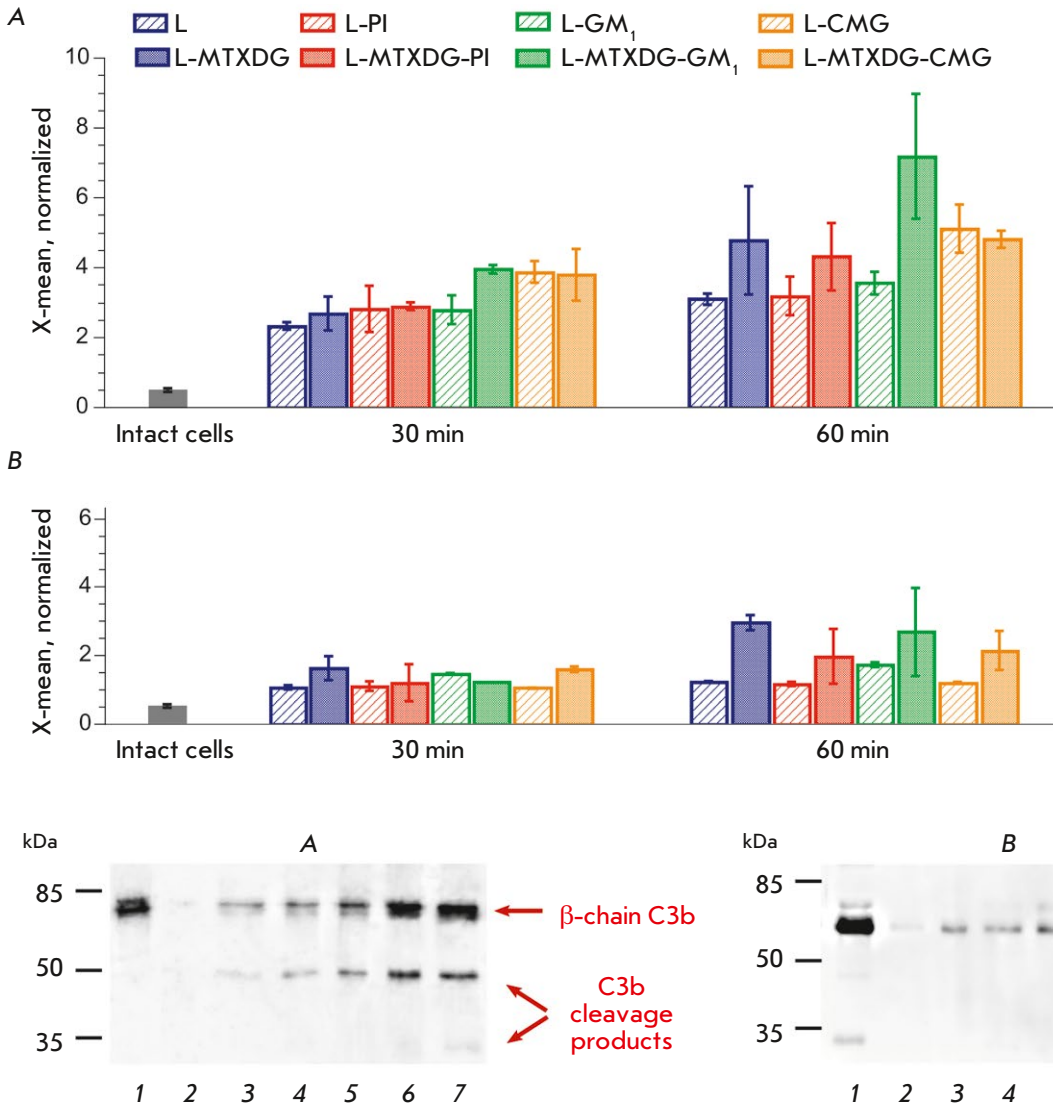 A
L L-PI L-GM₁ L-CMG
L-MTXDG L-MTXDG-PI L-MTXDG-GM₁ L-MTXDG-CMG
X-mean, normalized
10
8
6
4
2
0
Intact cells 30 min 60 min
B
X-mean, normalized
6
4
2
0
Intact cells 30 min 60 min
kDa A
85
50
35
β-chain C3b
C3b
cleavage
products
1 2 3 4 5 6 7
kDa B
85
50
35
1 2 3 4